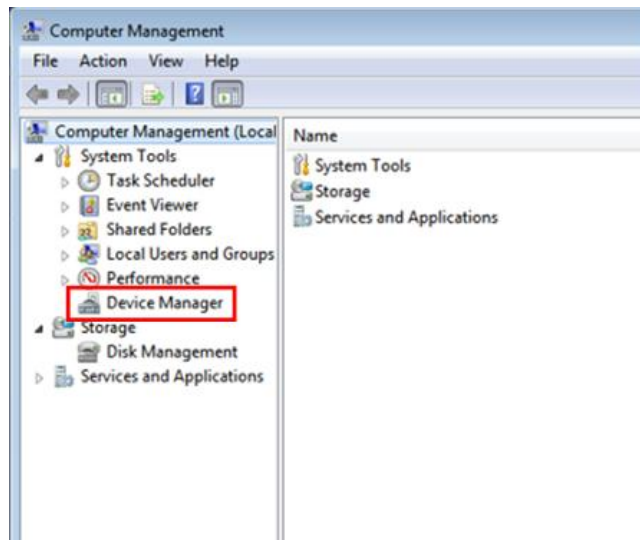 Computer Management
File Action View Help
Computer Management (Local
System Tools
Task Scheduler
Event Viewer
Shared Folders
Local Users and Groups
Performance
Device Manager
Storage
Disk Management
Services and Applications
Name
System Tools
Storage
Services and Applications